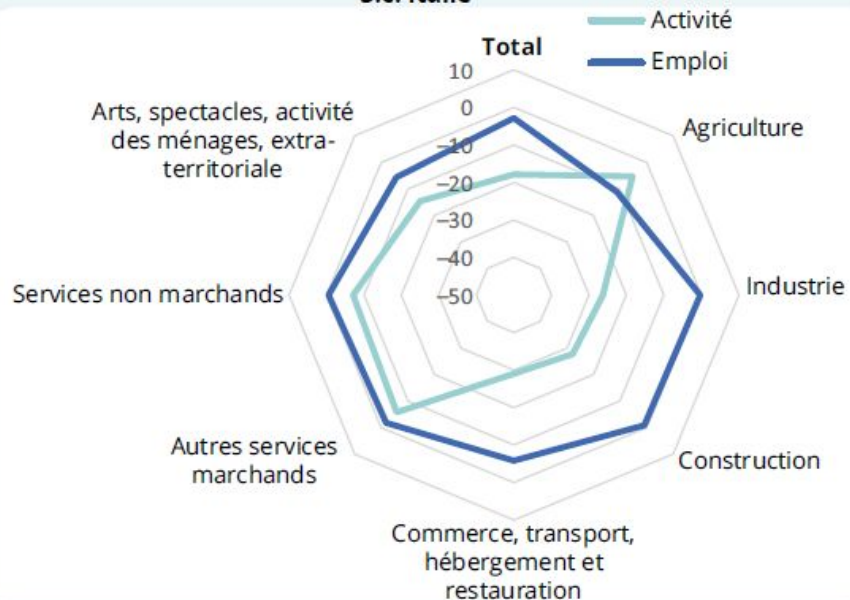 Activité
Emploi
Total
10
0
–10
–20
–30
–40
–50
Agriculture
Industrie
Construction
Commerce, transport,
hébergement et
restauration
Autres services
marchands
Services non marchands
Arts, spectacles, activité
des ménages, extra-
territoriale